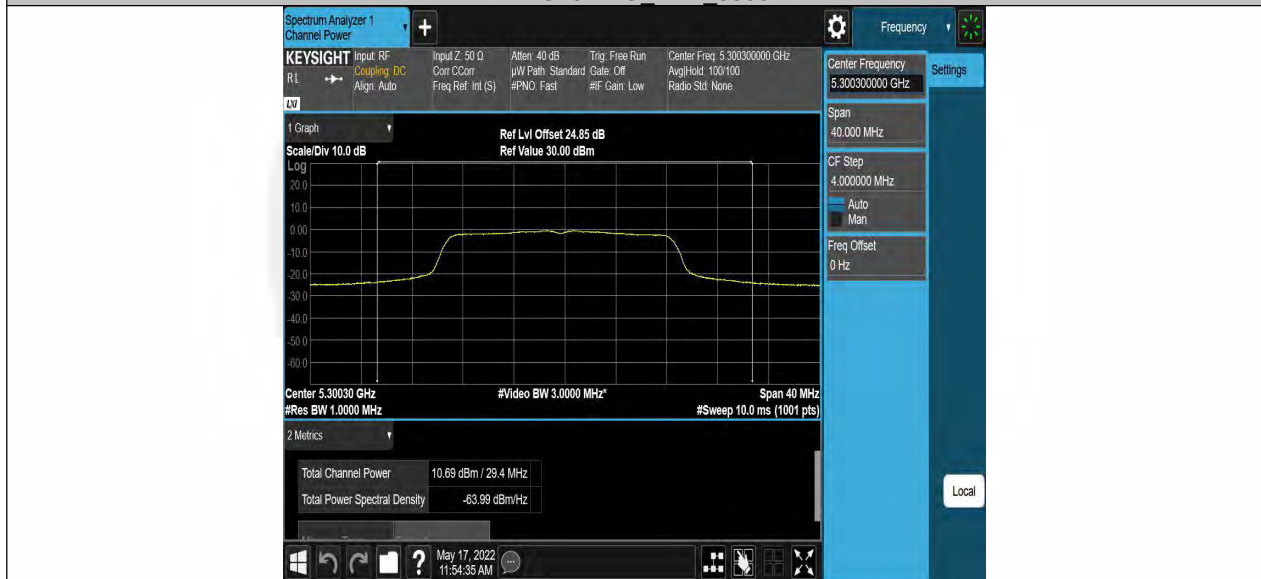 Spectrum Analyzer 1
Channel Power
+
Frequency
KEYSIGHT
RL
LXI
Input: RF
Coupling: DC
Align: Auto
Input Z: 50 Ω
Corr CCorr
Freq Ref: Int (S)
Atten: 40 dB
µW Path: Standard
#PNO: Fast
Trig: Free Run
Gate: Off
#IF Gain: Low
Center Freq: 5.300300000 GHz
Avg|Hold: 100/100
Radio Std: None
Center Frequency
5.300300000 GHz
Settings
Span
40.000 MHz
CF Step
4.000000 MHz
Auto
Man
Freq Offset
0 Hz
1 Graph
Scale/Div 10.0 dB
Ref Lvl Offset 24.85 dB
Ref Value 30.00 dBm
Log
20.0
10.0
0.00
-10.0
-20.0
-30.0
-40.0
-50.0
-60.0
Center 5.30030 GHz
#Video BW 3.0000 MHz*
Span 40 MHz
#Res BW 1.0000 MHz
#Sweep 10.0 ms (1001 pts)
2 Metrics
Total Channel Power 10.69 dBm / 29.4 MHz
Total Power Spectral Density -63.99 dBm/Hz
Local
?
May 17, 2022
11:54:35 AM